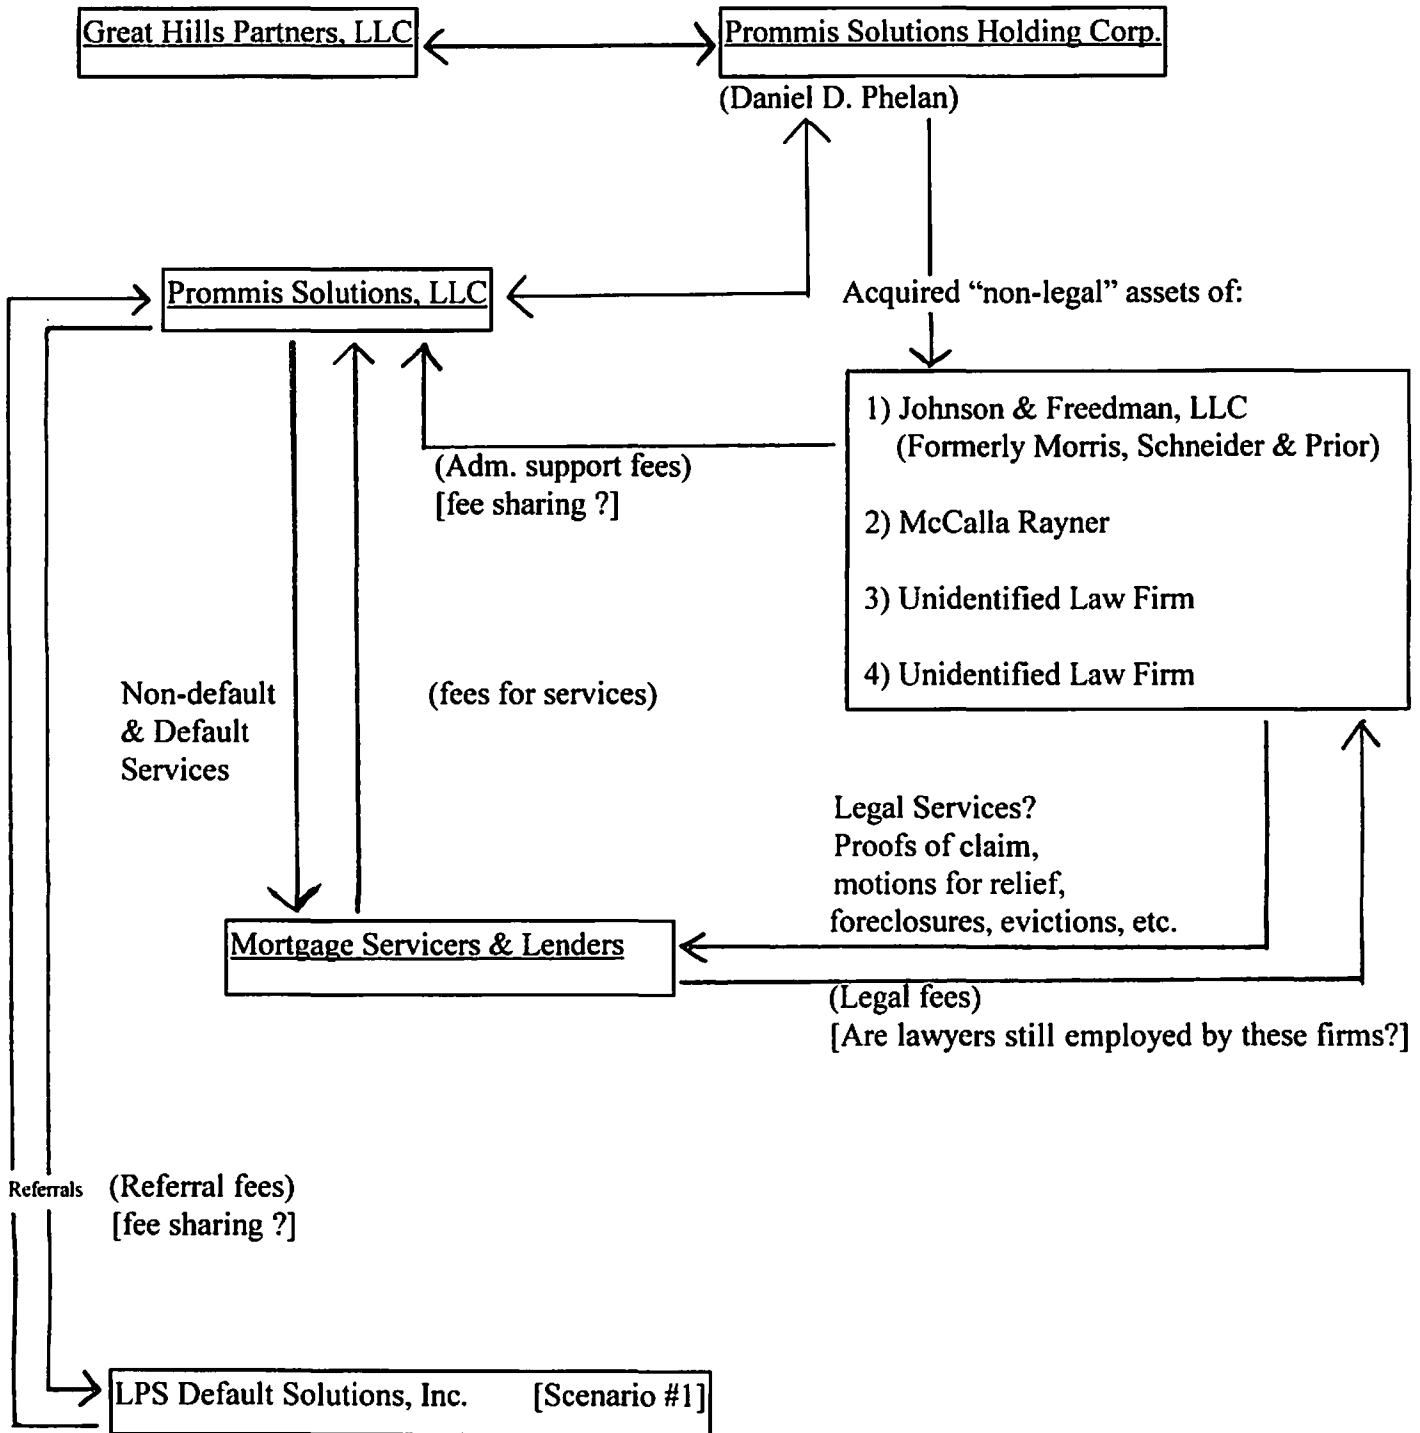 Great Hills Partners, LLC
Prommis Solutions Holding Corp.
(Daniel D. Phelan)
Prommis Solutions, LLC
Acquired “non-legal” assets of:
1) Johnson & Freedman, LLC
(Formerly Morris, Schneider & Prior)
2) McCalla Rayner
3) Unidentified Law Firm
4) Unidentified Law Firm
(Adm. support fees)
[fee sharing ?]
Non-default
& Default
Services
(fees for services)
Legal Services?
Proofs of claim,
motions for relief,
foreclosures, evictions, etc.
Mortgage Servicers & Lenders
(Legal fees)
[Are lawyers still employed by these firms?]
Referrals
(Referral fees)
[fee sharing ?]
LPS Default Solutions, Inc. [Scenario #1]